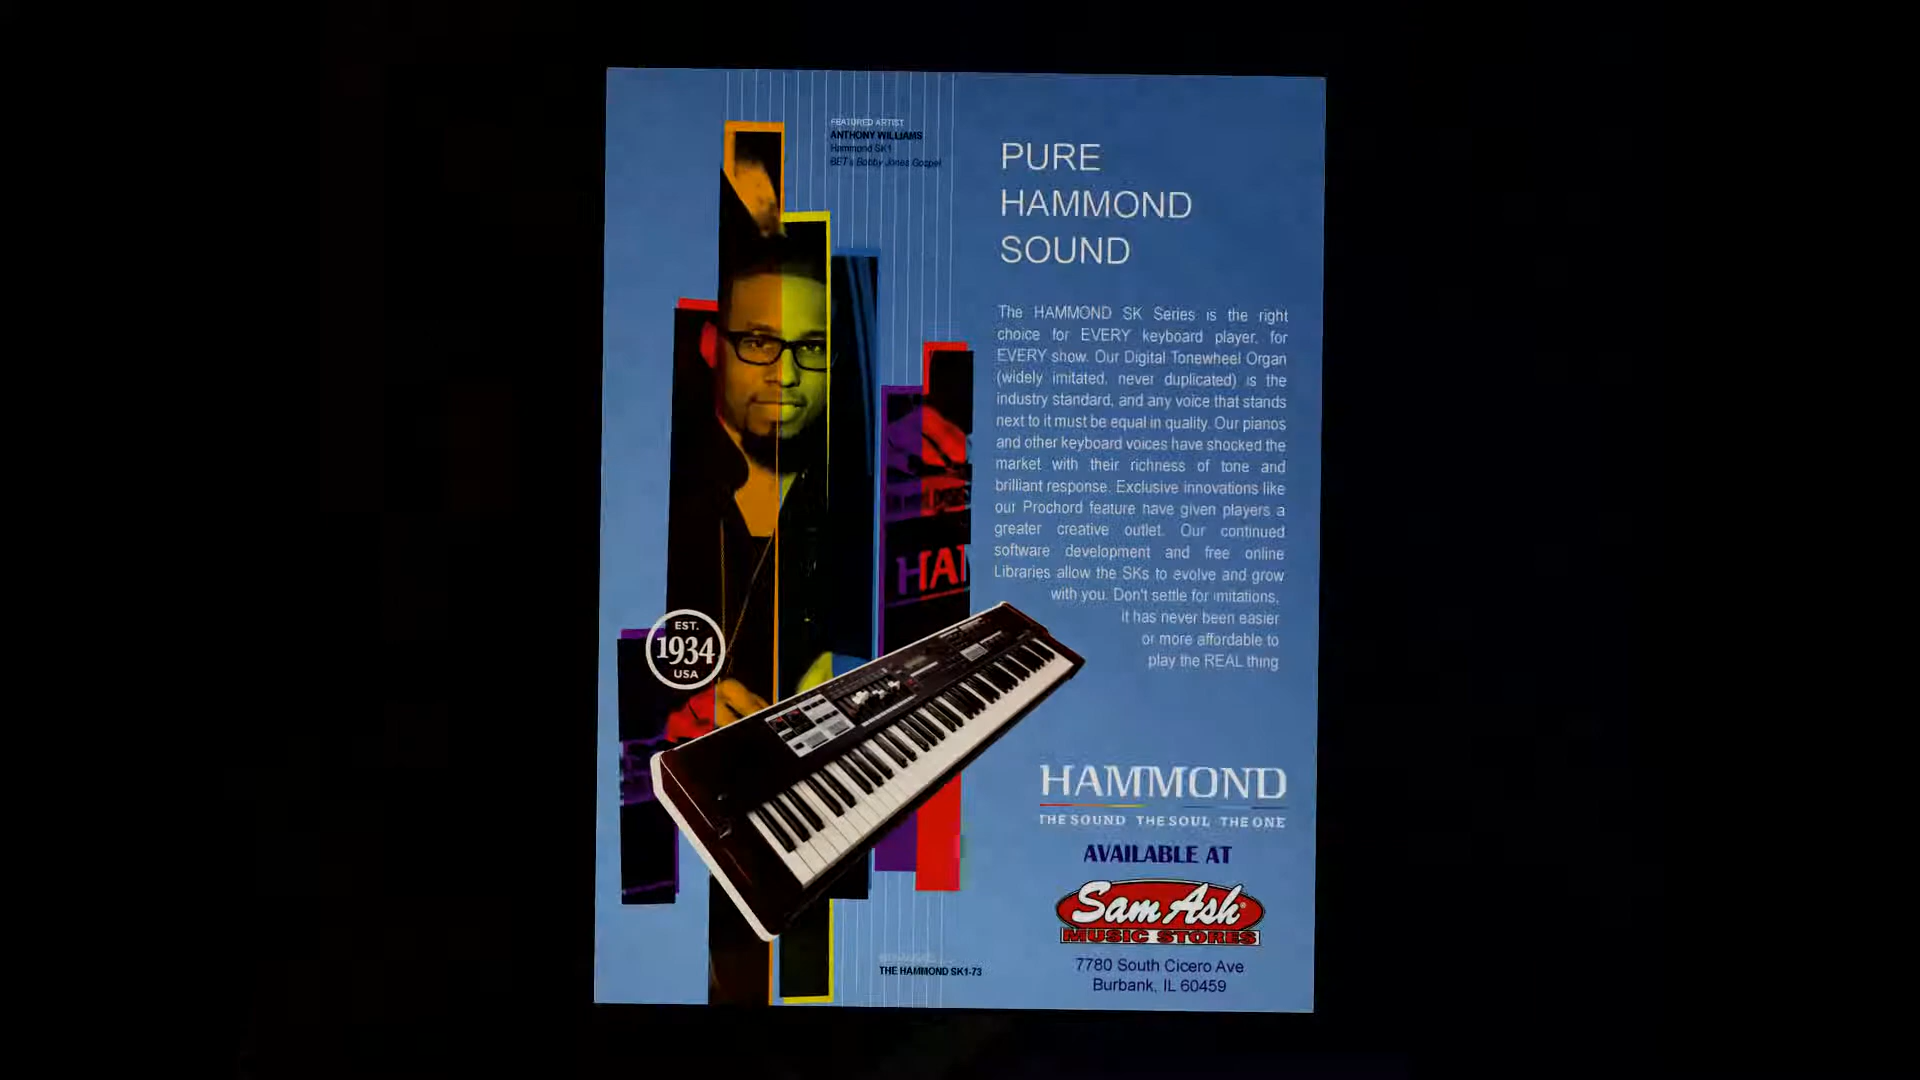 FEATURED ARTIST
ANTHONY WILLIAMS
Hammond SK1
BET's Bobby Jones Gospel
PURE
HAMMOND
SOUND
The HAMMOND SK Series is the right
choice for EVERY keyboard player, for
EVERY show. Our Digital Tonewheel Organ
(widely imitated, never duplicated) is the
industry standard, and any voice that stands
next to it must be equal in quality. Our pianos
and other keyboard voices have shocked the
market with their richness of tone and
brilliant response. Exclusive innovations like
our Prochord feature have given players a
greater creative outlet. Our continued
software development and free online
Libraries allow the SKs to evolve and grow
with you. Don't settle for imitations,
it has never been easier
or more affordable to
play the REAL thing
HAM
EST.
1934
USA
HAMMOND
THE SOUND THE SOUL THE ONE
AVAILABLE AT
Sam Ash®
MUSIC STORES
THE HAMMOND SK1-73
7780 South Cicero Ave
Burbank, IL 60459